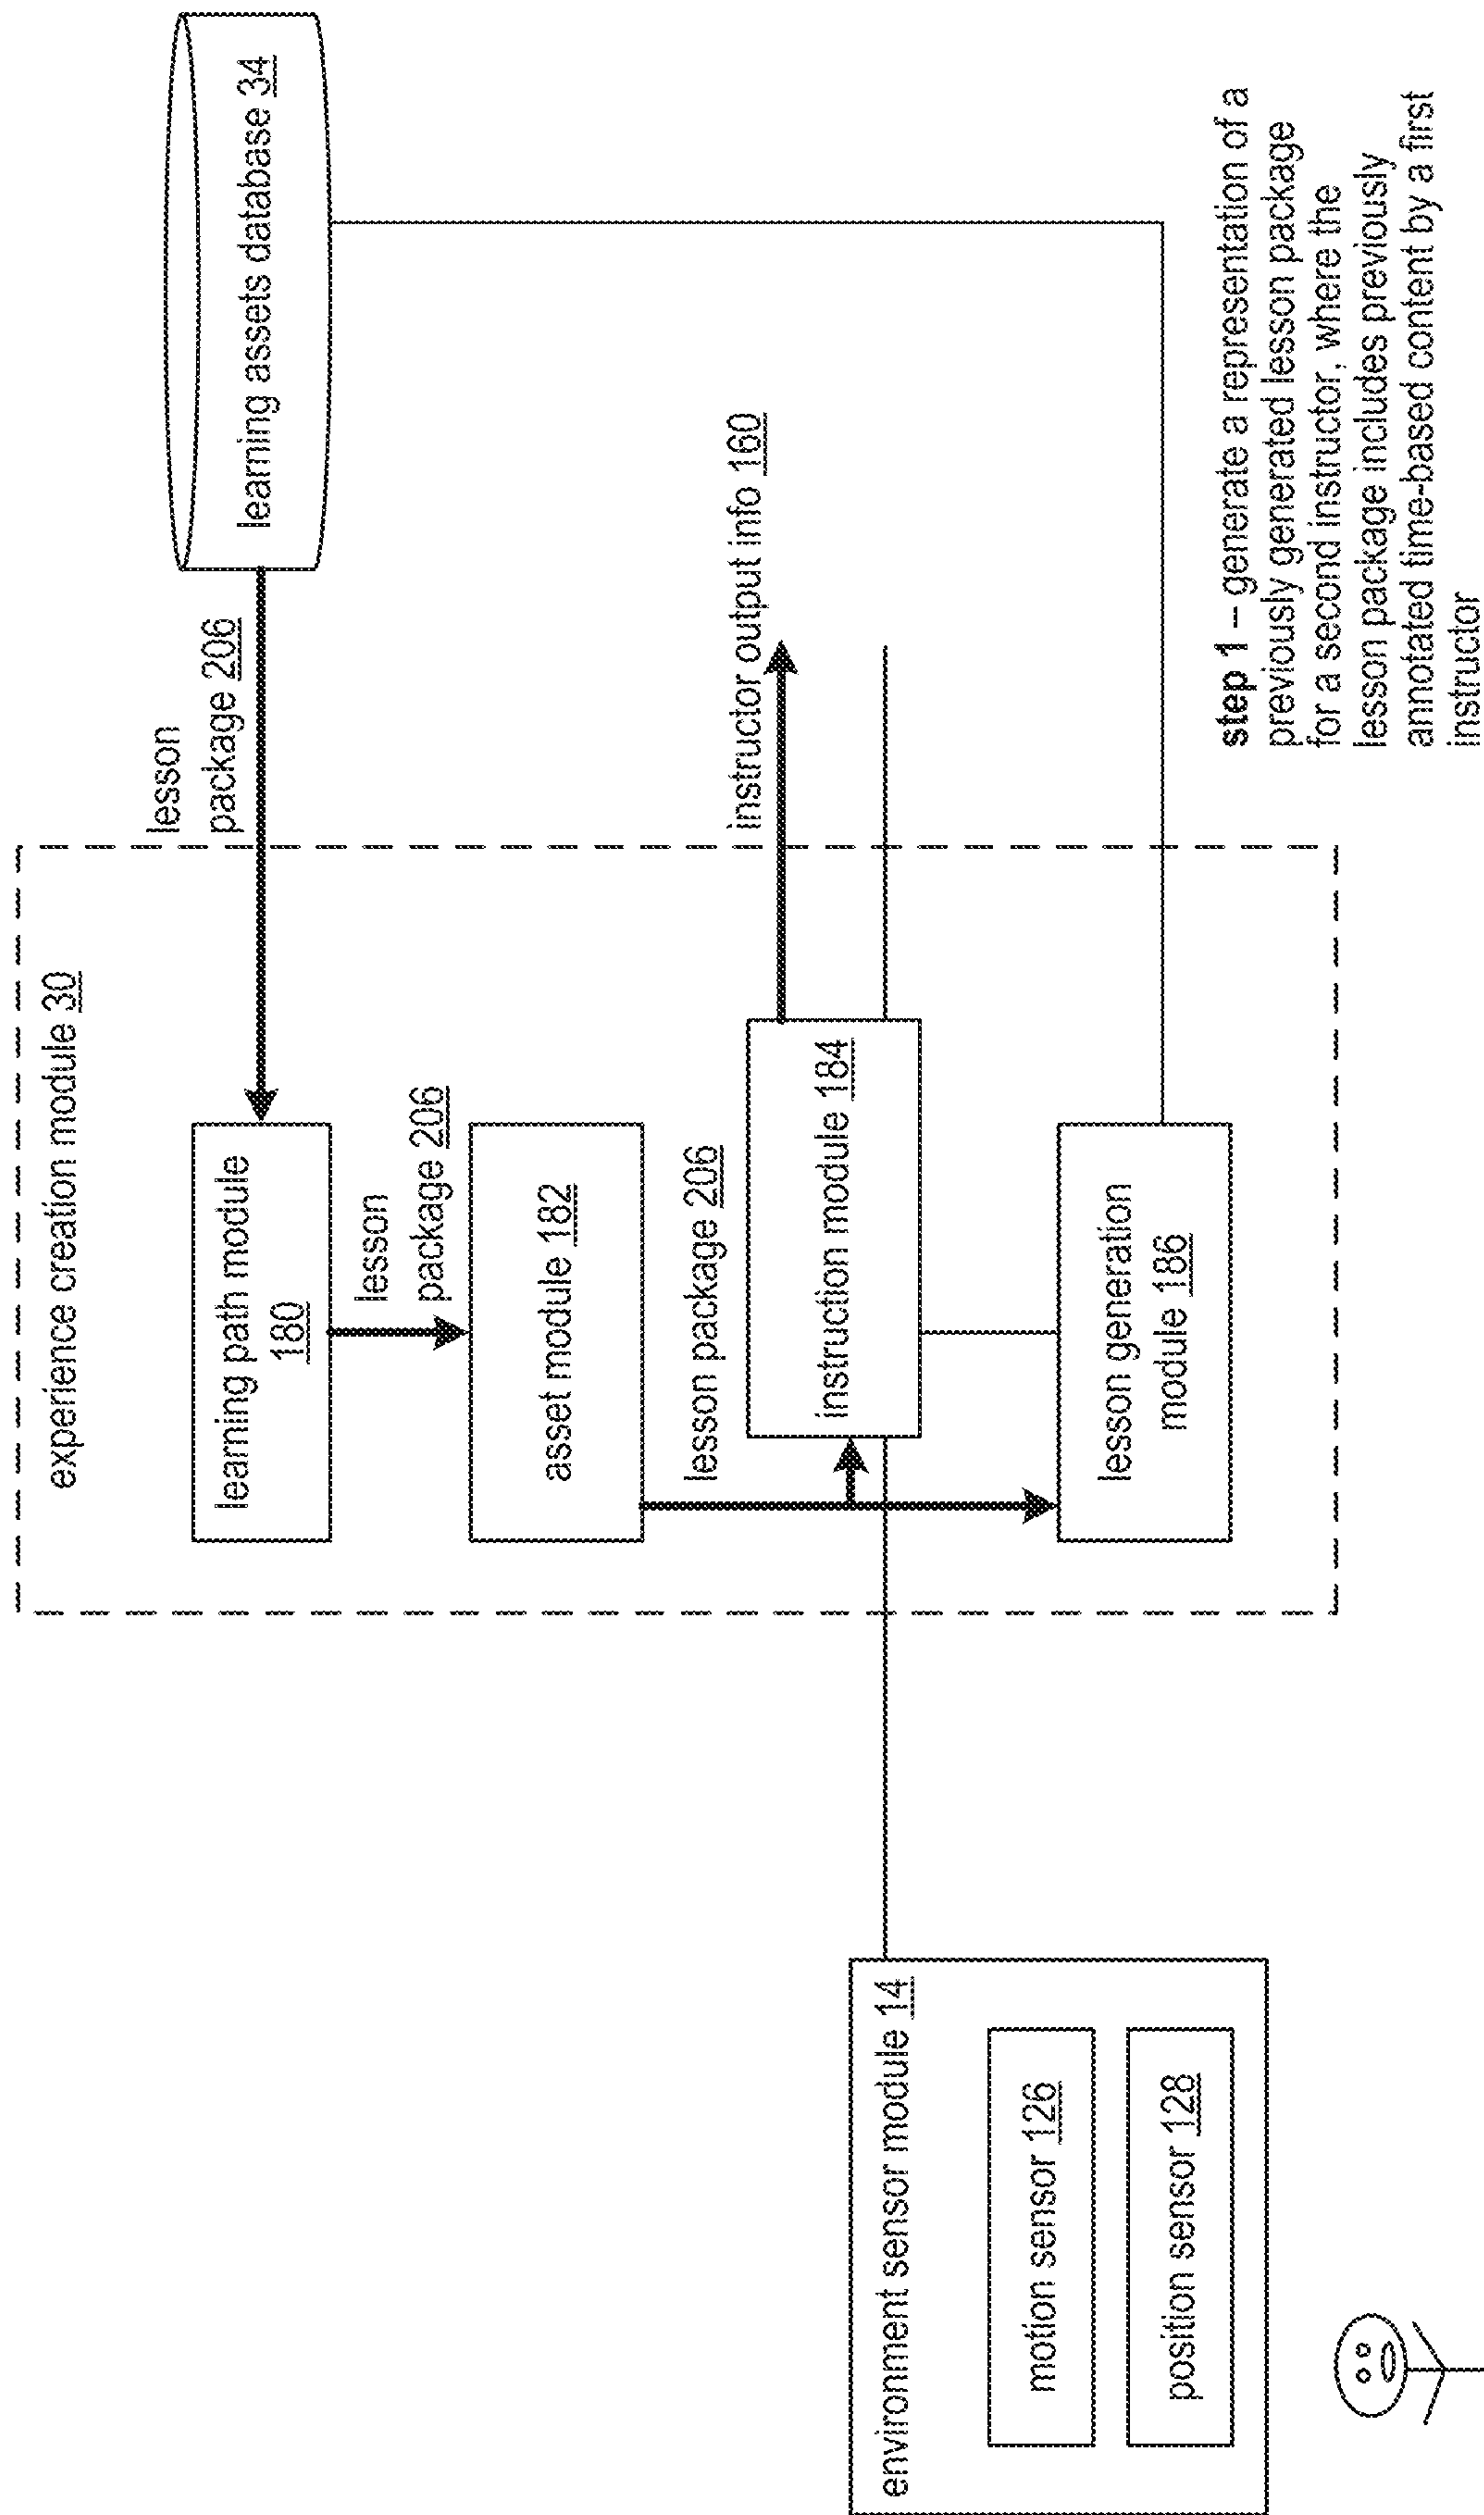 experience creation module 30
learning path module
180
lesson
package 206
lesson
package 206
learning assets database 34
asset module 182
lesson package 206
instruction module 184
instructor output info 160
lesson generation
module 186
environment sensor module 14
motion sensor 126
position sensor 128
step 1 – generate a representation of a
previously generated lesson package
for a second instructor, where the
lesson package includes previously
annotated time-based content by a first
instructor